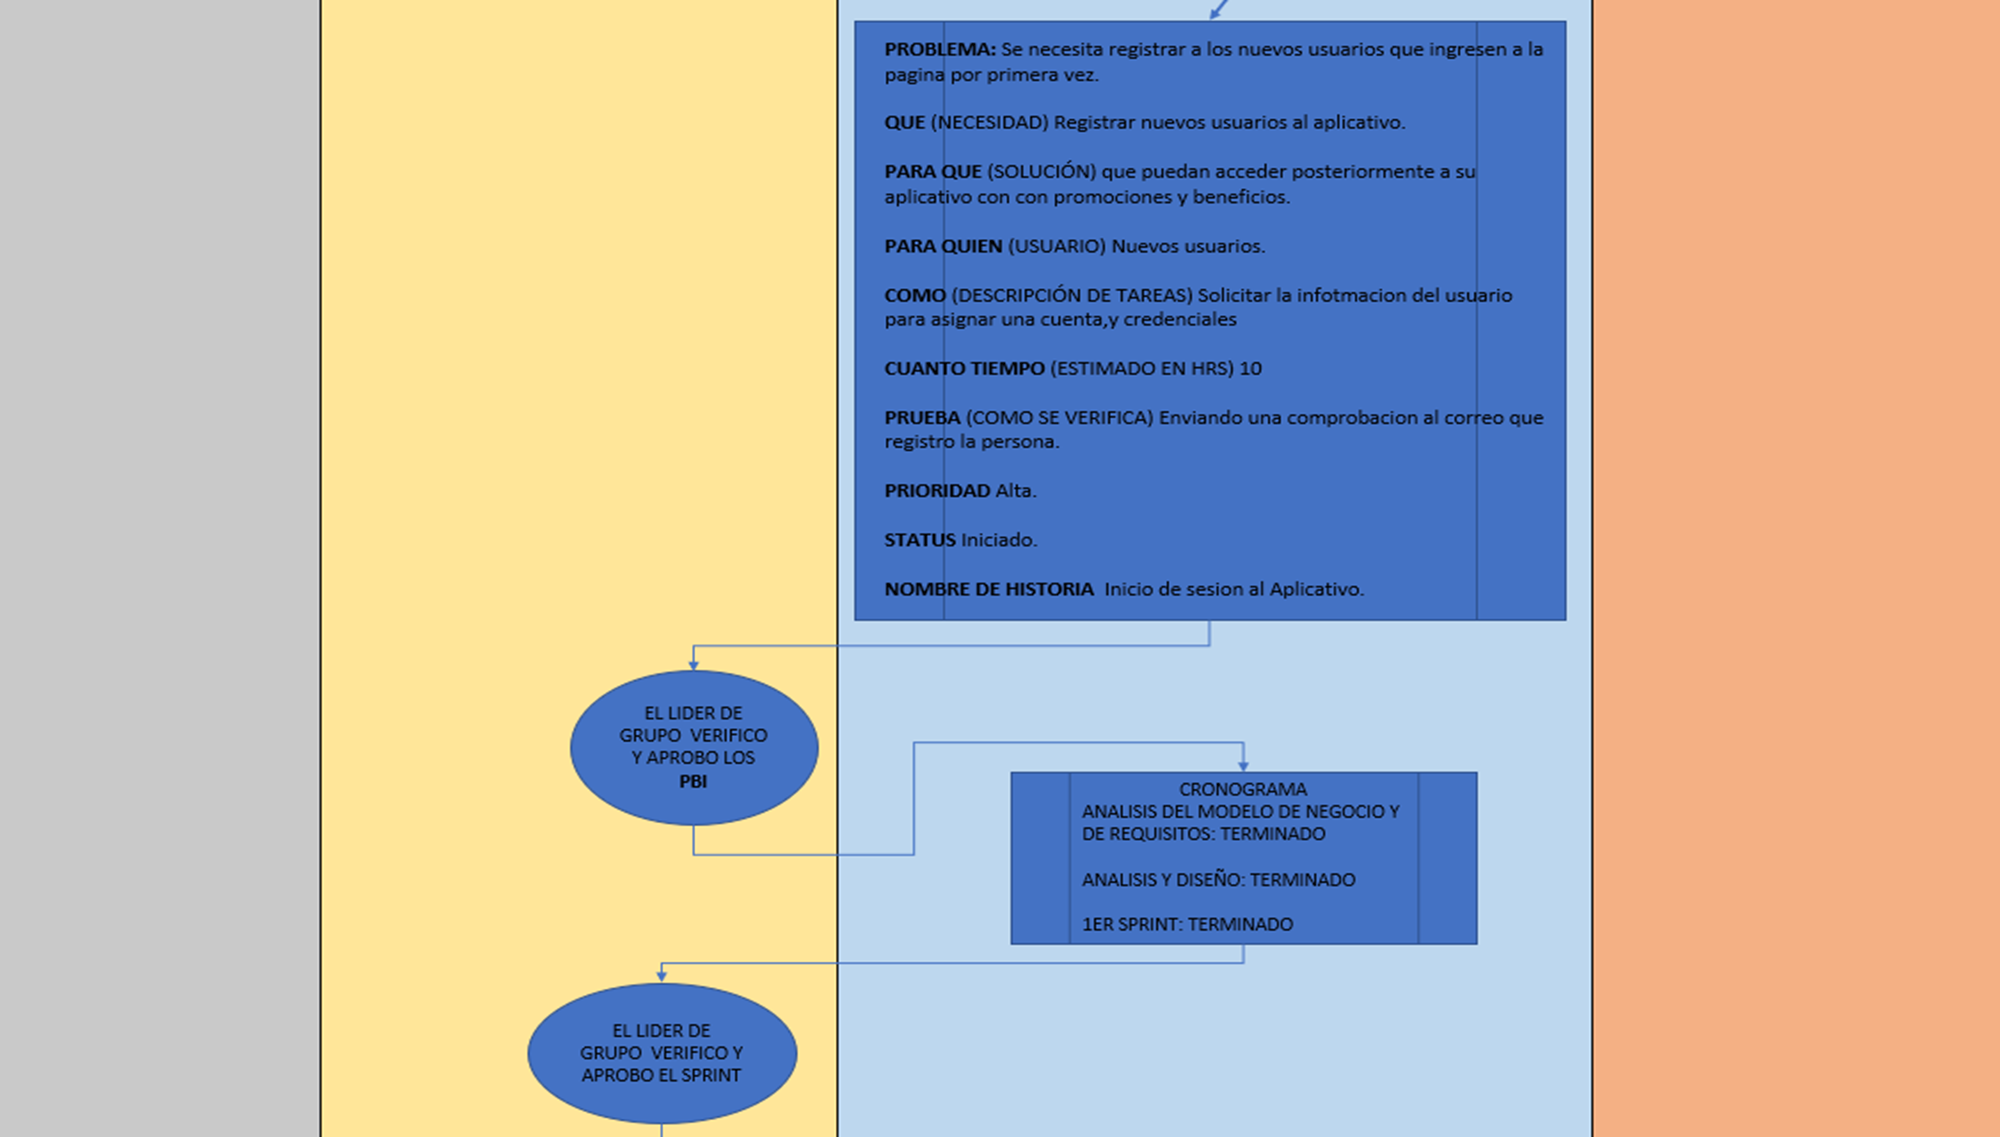 PROBLEMA: Se necesita registrar a los nuevos usuarios que ingresen a la
pagina por primera vez.
QUE (NECESIDAD) Registrar nuevos usuarios al aplicativo.
PARA QUE (SOLUCIÓN) que puedan acceder posteriormente a su
aplicativo con con promociones y beneficios.
PARA QUIEN (USUARIO) Nuevos usuarios.
COMO (DESCRIPCIÓN DE TAREAS) Solicitar la infotmacion del usuario
para asignar una cuenta,y credenciales
CUANTO TIEMPO (ESTIMADO EN HRS) 10
PRUEBA (COMO SE VERIFICA) Enviando una comprobacion al correo que
registro la persona.
PRIORIDAD Alta.
STATUS Iniciado.
NOMBRE DE HISTORIA  Inicio de sesion al Aplicativo.
EL LIDER DE
GRUPO  VERIFICO
Y APROBO LOS
PBI
CRONOGRAMA
ANALISIS DEL MODELO DE NEGOCIO Y
DE REQUISITOS: TERMINADO
ANALISIS Y DISEÑO: TERMINADO
1ER SPRINT: TERMINADO
EL LIDER DE
GRUPO  VERIFICO Y
APROBO EL SPRINT